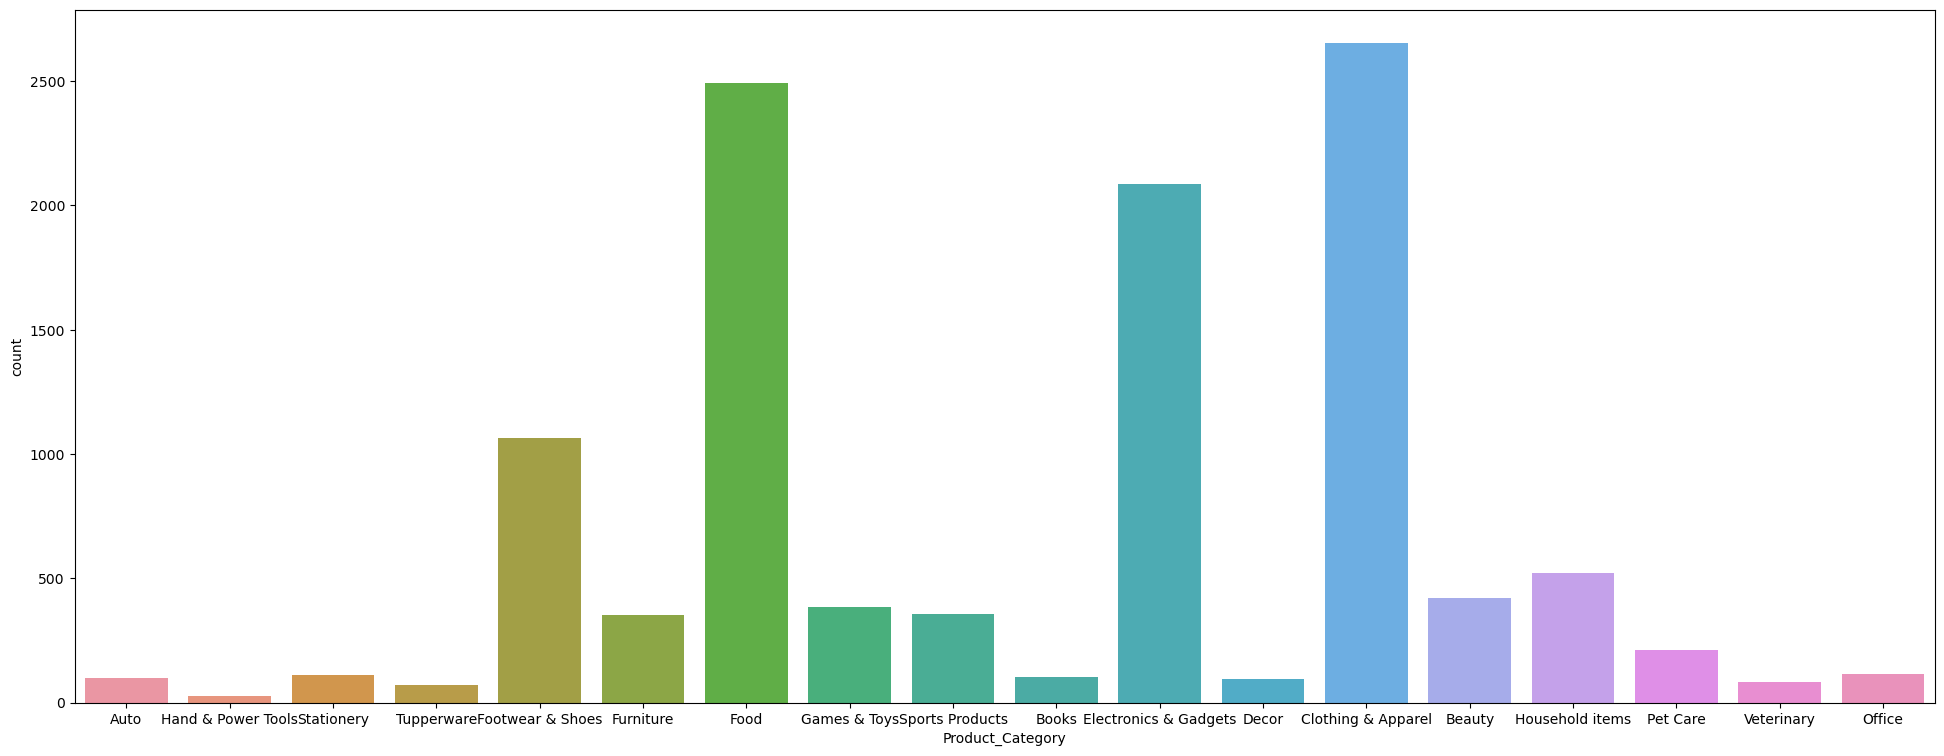 2500
2000
1500
1000
500
0
count
Auto
Hand & Power Tools
Stationery
Tupperware
Footwear & Shoes
Furniture
Food
Games & Toys
Sports Products
Books
Electronics & Gadgets
Decor
Clothing & Apparel
Beauty
Household items
Pet Care
Veterinary
Office
Product_Category